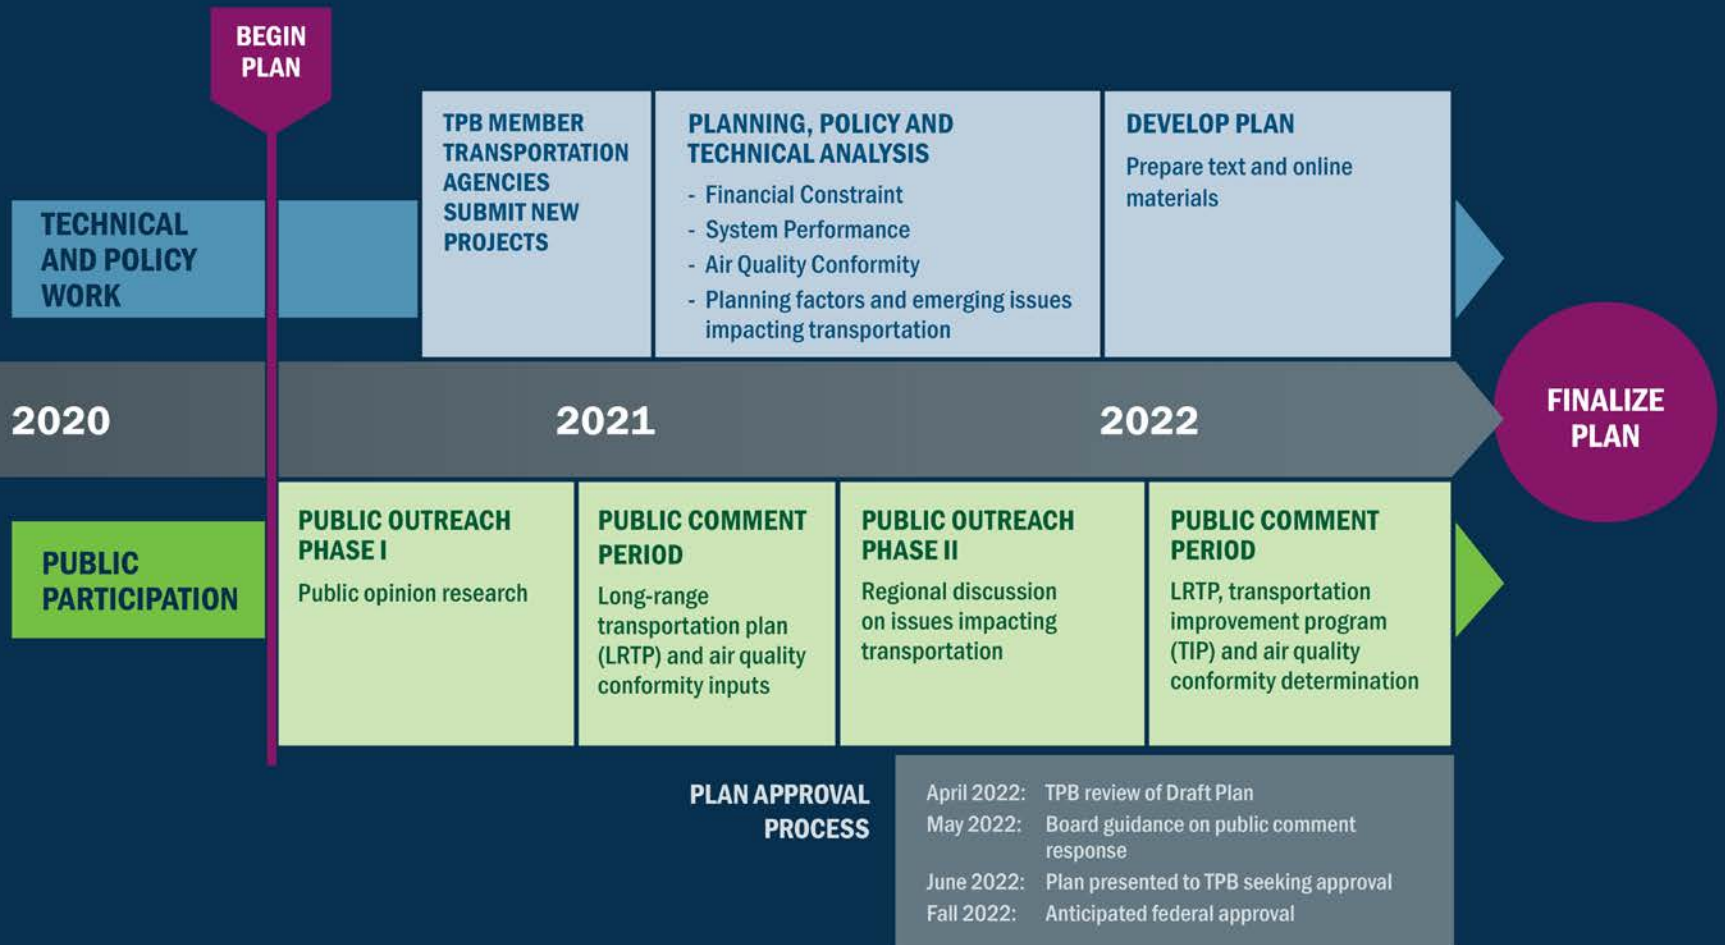 BEGIN
PLAN
TECHNICAL
AND POLICY
WORK
TPB MEMBER
TRANSPORTATION
AGENCIES
SUBMIT NEW
PROJECTS
PLANNING, POLICY AND
TECHNICAL ANALYSIS
- Financial Constraint
- System Performance
- Air Quality Conformity
- Planning factors and emerging issues
impacting transportation
DEVELOP PLAN
Prepare text and online
materials
2020
2021
2022
FINALIZE
PLAN
PUBLIC
PARTICIPATION
PUBLIC OUTREACH
PHASE I
Public opinion research
PUBLIC COMMENT
PERIOD
Long-range
transportation plan
(LRTP) and air quality
conformity inputs
PUBLIC OUTREACH
PHASE II
Regional discussion
on issues impacting
transportation
PUBLIC COMMENT
PERIOD
LRTP, transportation
improvement program
(TIP) and air quality
conformity determination
PLAN APPROVAL
PROCESS
April 2022: TPB review of Draft Plan
May 2022: Board guidance on public comment
response
June 2022: Plan presented to TPB seeking approval
Fall 2022: Anticipated federal approval